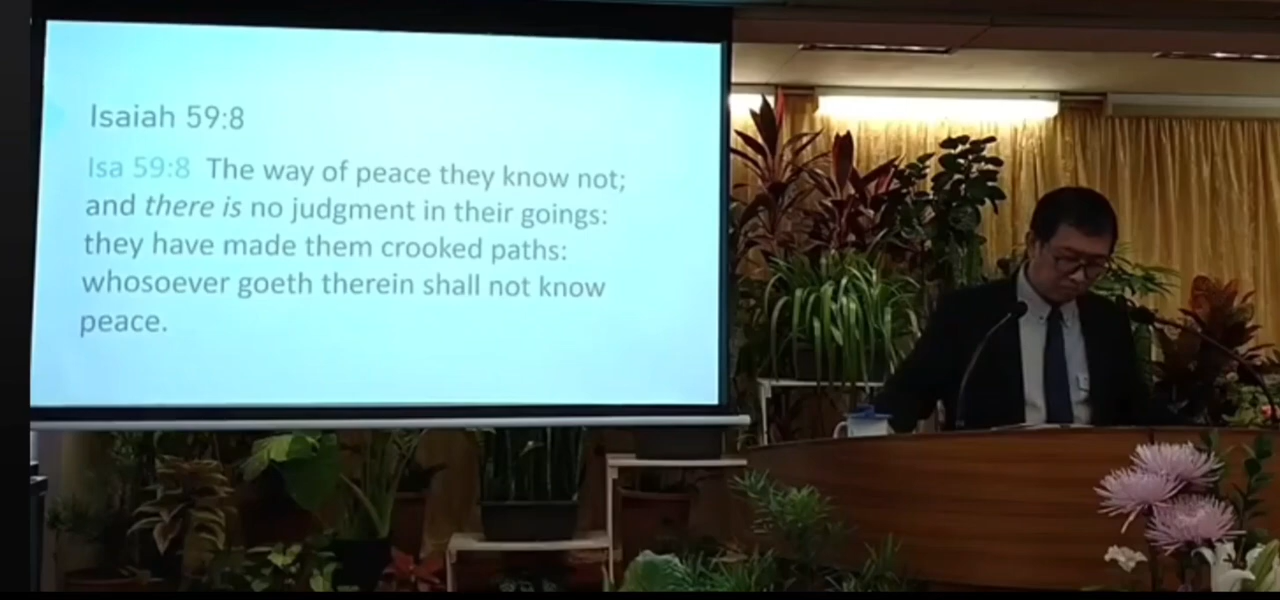 Isaiah 59:8
Isa 59:8 The way of peace they know not;
and there is no judgment in their goings:
they have made them crooked paths:
whosoever goeth therein shall not know
peace.